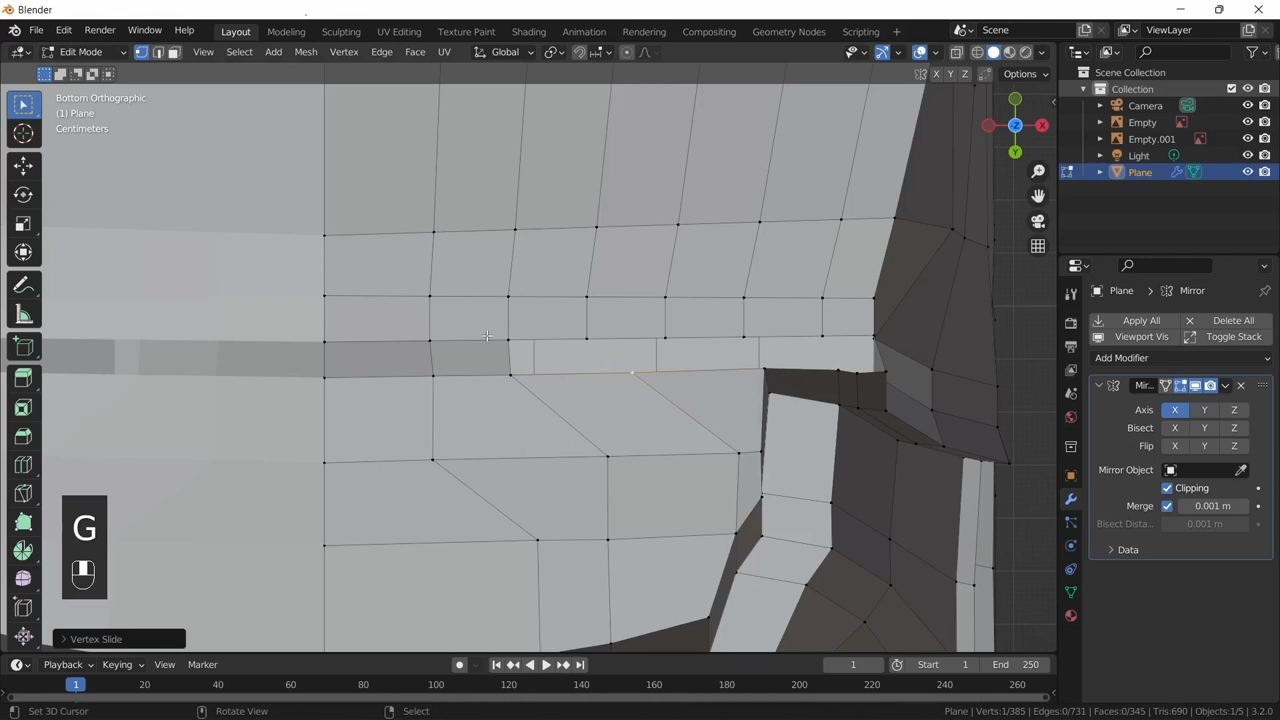 Blender
File Edit Render Window Help Layout Modeling Sculpting UV Editing Texture Paint Shading Animation Rendering Compositing Geometry Nodes Scripting + Scene ViewLayer
Edit Mode View Select Add Mesh Vertex Edge Face UV Global
X Y Z Options
Bottom Orthographic
(1) Plane
Centimeters
-Z X
Y
Scene Collection
Collection
Camera
Empty
Empty.001
Light
Plane
Plane > Mirror
Apply All Delete All
Viewport Vis Toggle Stack
Add Modifier
Mir...
Axis X Y Z
Bisect X Y Z
Flip X Y Z
Mirror Object
Clipping
Merge 0.001 m
Bisect Dista... 0.001 m
Data
G
Vertex Slide
Playback Keying View Marker 1 Start 1 End 250
1 20 40 60 80 100 120 140 160 180 200 220 240 260
Set 3D Cursor Rotate View Select Plane | Verts:1/385 | Edges:0/731 | Faces:0/345 | Tris:690 | Objects:1/5 | 3.2.0